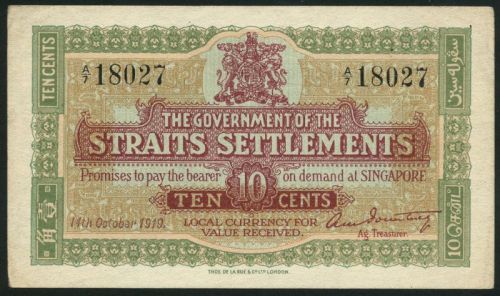 TEN CENTS
A/7 18027 A/7 18027
THE GOVERNMENT OF THE
STRAITS SETTLEMENTS
Promises to pay the bearer on demand at SINGAPORE
10
TEN CENTS
14th October 1919.
LOCAL CURRENCY FOR
VALUE RECEIVED.
Ag. Treasurer.
壹角
THOS. DE LA RUE & CO. LTD. LONDON.